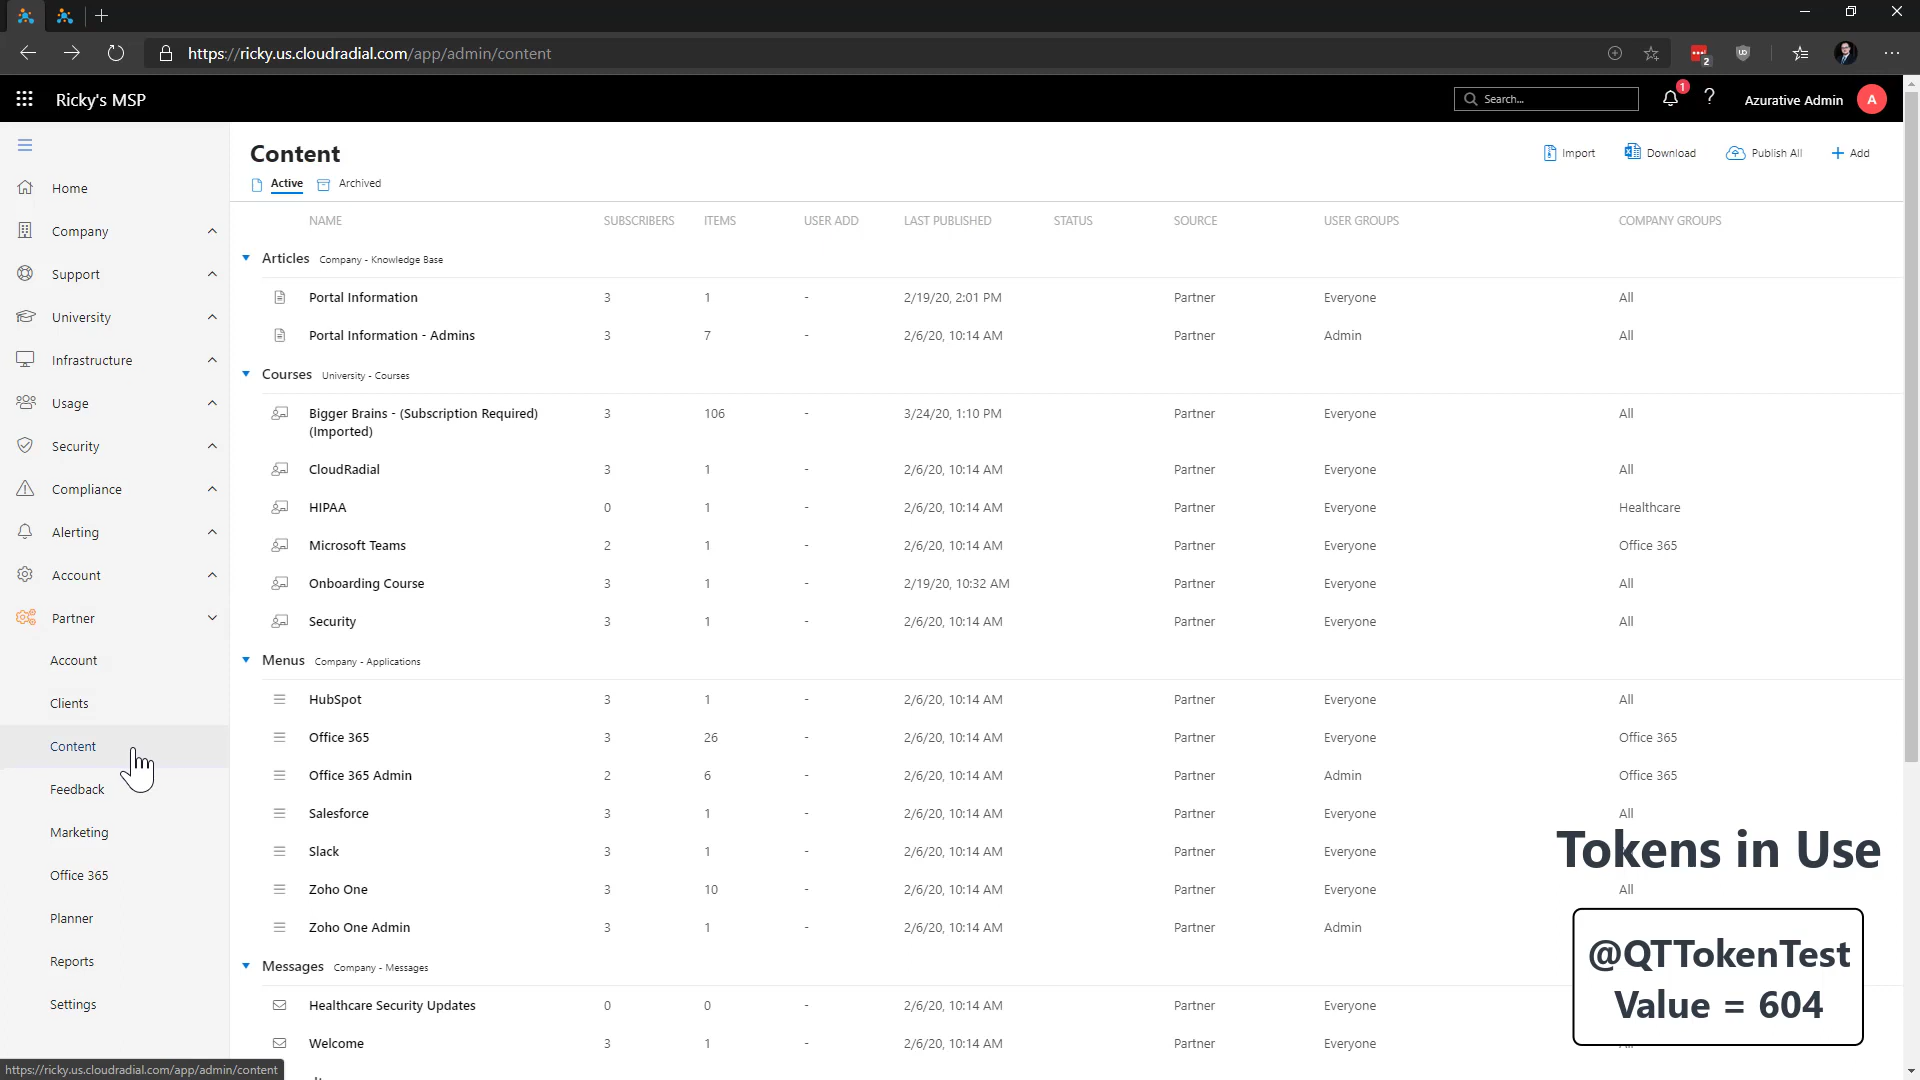 https://ricky.us.cloudradial.com/app/admin/content
2
Ricky's MSP
Search...
1
Azurative Admin
A
Content
Import
Download
Publish All
Add
Active
Archived
Home
Company
Support
University
Infrastructure
Usage
Security
Compliance
Alerting
Account
Partner
Account
Clients
Content
Feedback
Marketing
Office 365
Planner
Reports
Settings
NAME SUBSCRIBERS ITEMS USER ADD LAST PUBLISHED STATUS SOURCE USER GROUPS COMPANY GROUPS
Articles Company - Knowledge Base
Portal Information 3 1 - 2/19/20, 2:01 PM Partner Everyone All
Portal Information - Admins 3 7 - 2/6/20, 10:14 AM Partner Admin All
Courses University - Courses
Bigger Brains - (Subscription Required) 3 106 - 3/24/20, 1:10 PM Partner Everyone All
(Imported)
CloudRadial 3 1 - 2/6/20, 10:14 AM Partner Everyone All
HIPAA 0 1 - 2/6/20, 10:14 AM Partner Everyone Healthcare
Microsoft Teams 2 1 - 2/6/20, 10:14 AM Partner Everyone Office 365
Onboarding Course 3 1 - 2/19/20, 10:32 AM Partner Everyone All
Security 3 1 - 2/6/20, 10:14 AM Partner Everyone All
Menus Company - Applications
HubSpot 3 1 - 2/6/20, 10:14 AM Partner Everyone All
Office 365 3 26 - 2/6/20, 10:14 AM Partner Everyone Office 365
Office 365 Admin 2 6 - 2/6/20, 10:14 AM Partner Admin Office 365
Salesforce 3 1 - 2/6/20, 10:14 AM Partner Everyone All
Slack 3 1 - 2/6/20, 10:14 AM Partner Everyone
Zoho One 3 10 - 2/6/20, 10:14 AM Partner Everyone All
Zoho One Admin 3 1 - 2/6/20, 10:14 AM Partner Admin
Messages Company - Messages
Healthcare Security Updates 0 0 - 2/6/20, 10:14 AM Partner Everyone
Welcome 3 1 - 2/6/20, 10:14 AM Partner Everyone
Tokens in Use
@QTTokenTest
Value = 604
https://ricky.us.cloudradial.com/app/admin/content